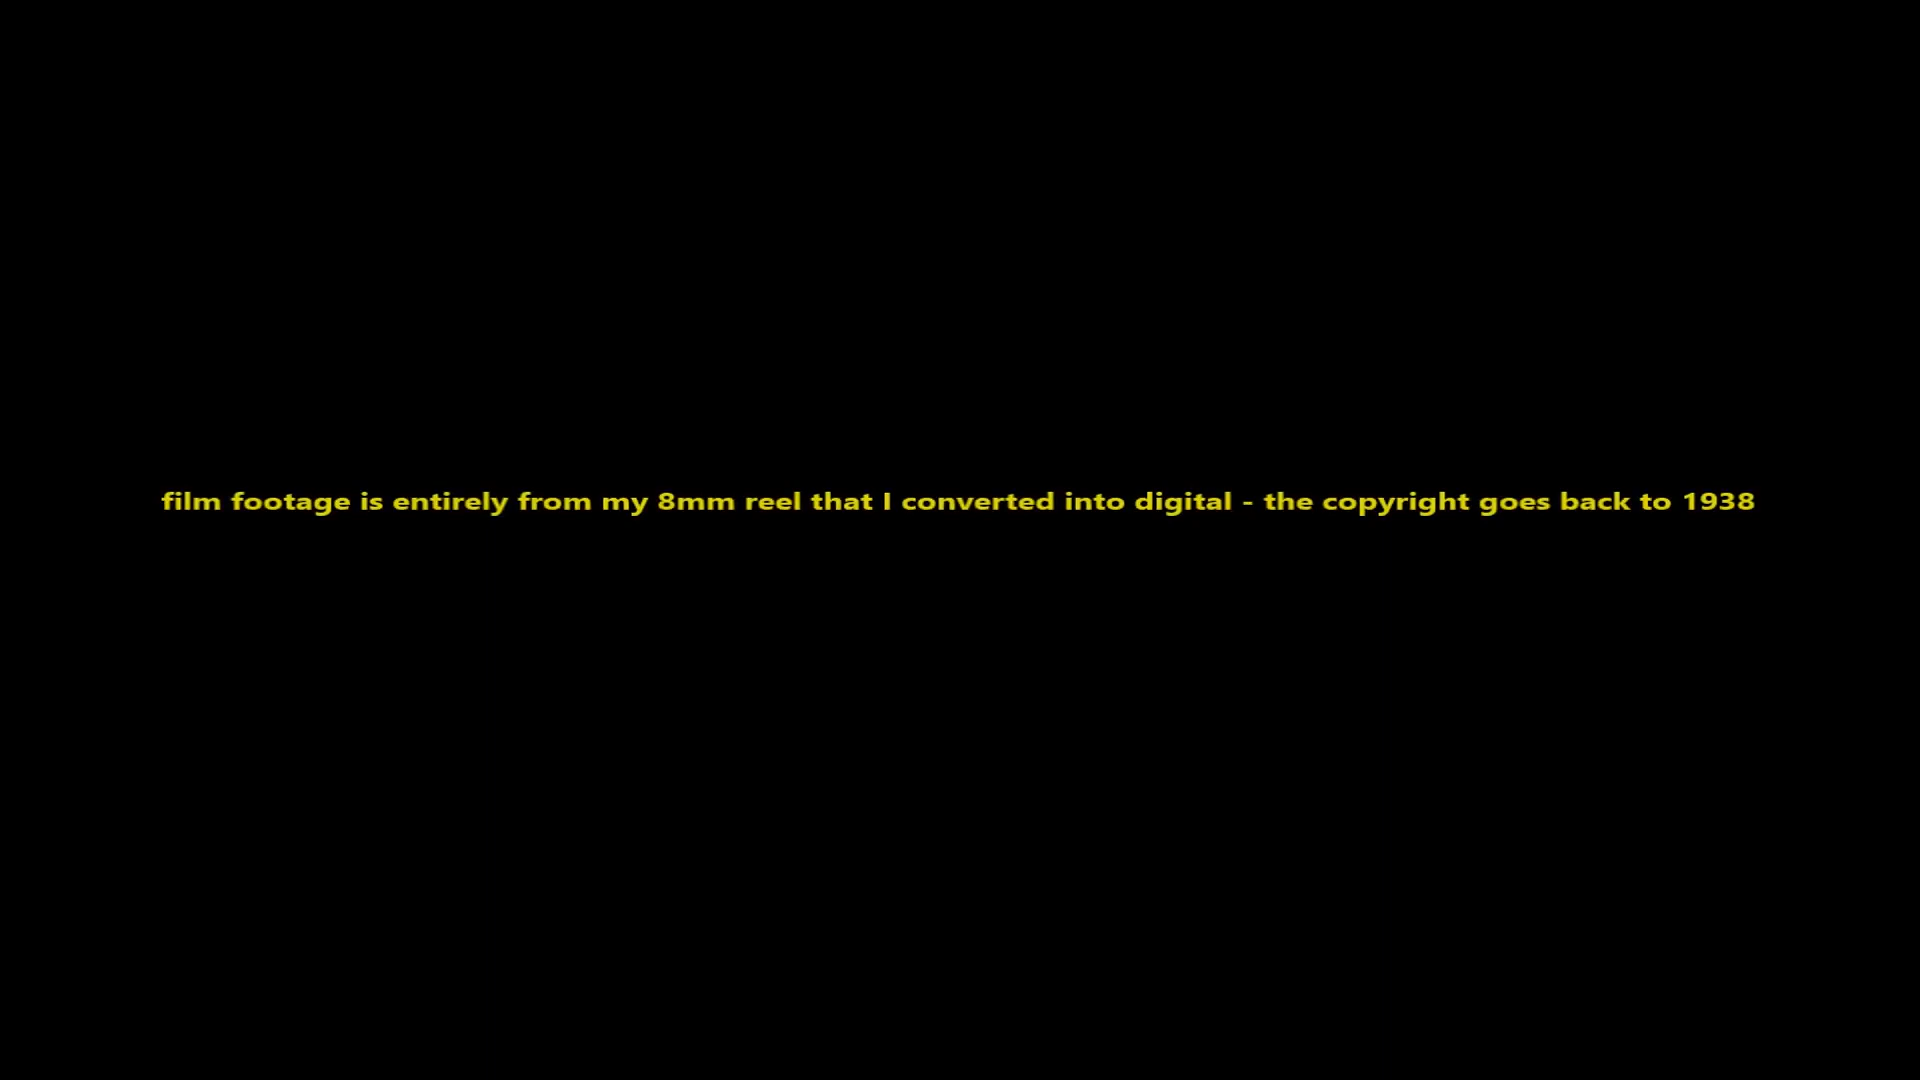 film footage is entirely from my 8mm reel that I converted into digital - the copyright goes back to 1938